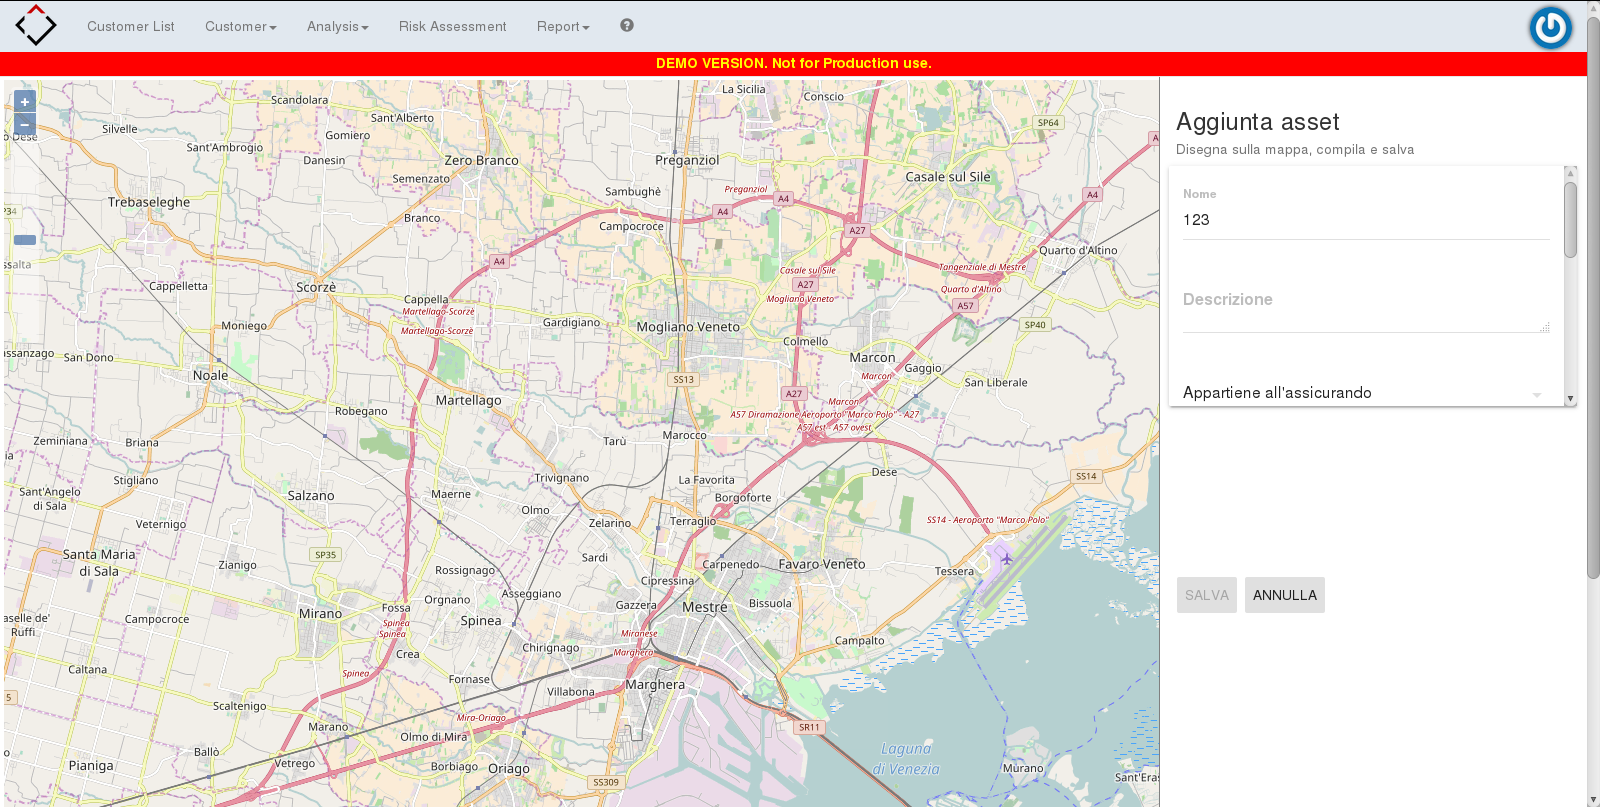 Customer List
Customer
Analysis
Risk Assessment
Report
?
DEMO VERSION. Not for Production use.
+
−
Scandolara
Sant'Alberto
La Sicilia
Conscio
Silvelle
Gomiero
SP64
Sant'Ambrogio
Danesin
Zero Branco
Preganziol
Semenzato
Casale sul Sile
Sambughè
Preganziol
A4
A4
A4
Trebaseleghe
Branco
Campocroce
A27
Quarto d'Altino
A4
Casale sul Sile
Tangenziale di Mestre
Quarto d'Altino
Cappelletta
Scorzè
Cappella
Martellago-Scorzè
A27
Mogliano Veneto
A57
Moniego
Martellago-Scorzè
Gardigiano
Mogliano Veneto
SP40
Colmello
San Dono
Marcon
Gaggio
Noale
SS13
Marcon
San Liberale
Martellago
A27
Marcon
Robegano
A57 Diramazione Aeroporto "Marco Polo" - A27
A57 est - A57 ovest
Zeminiana
Briana
Tarù
Marocco
Stigliano
Trivignano
La Favorita
Dese
SS14
Sant'Angelo
di Sala
Salzano
Maerne
Borgoforte
Veternigo
Olmo
Zelarino
Terraglio
SS14 - Aeroporto "Marco Polo"
Santa Maria
di Sala
SP35
Zigiano
Rossignago
Sardi
Carpenedo
Favaro Veneto
Tessera
Cipressina
Asseggiano
Mirano
Fossa
Orgnano
Gazzera
Mestre
Bissuola
Spinea
Spinea
Spinea
Miranese
Campalto
Campocroce
Crea
Chirignago
Marghera
Caltana
Spinea
Fornase
Marghera
Villabona
Scaltenigo
Marano
Mira-Oriago
SR11
Olmo di Mira
Ballò
Vetrego
Pianiga
Borbiago
Oriago
SS309
Laguna
di Venezia
Murano
Aggiunta asset
Disegna sulla mappa, compila e salva
Nome
123
Descrizione
Appartiene all'assicurando
SALVA
ANNULLA